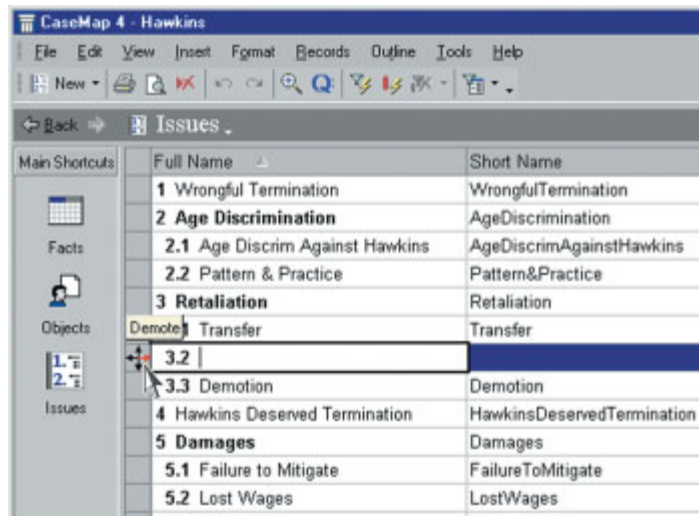 CaseMap 4 - Hawkins
File Edit View Insert Format Records Outline Tools Help
New
Back Issues
Main Shortcuts Full Name Short Name
1 Wrongful Termination WrongfulTermination
2 Age Discrimination AgeDiscrimination
Facts 2.1 Age Discrim Against Hawkins AgeDiscrimAgainstHawkins
2.2 Pattern & Practice Pattern&Practice
3 Retaliation Retaliation
Objects Demote 1 Transfer Transfer
3.2
3.3 Demotion Demotion
Issues 4 Hawkins Deserved Termination HawkinsDeservedTermination
5 Damages Damages
5.1 Failure to Mitigate FailureToMitigate
5.2 Lost Wages LostWages